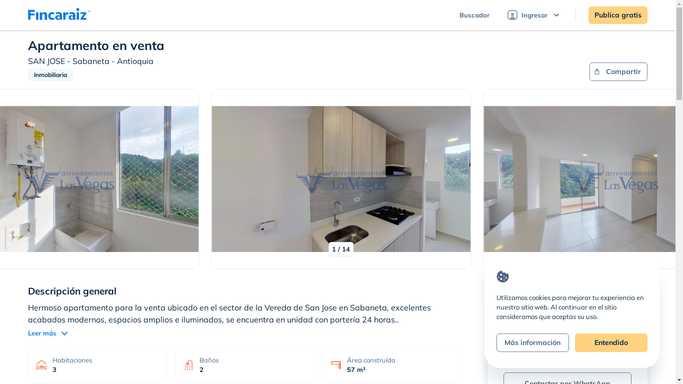 Fincaraiz
Buscador
Ingresar
Publica gratis
Apartamento en venta
SAN JOSE - Sabaneta - Antioquia
Inmobiliaria
Compartir
arrendamientos
Las Vegas
arrendamientos
Las Vegas
arrendamientos
Las Vegas
1 / 14
Descripción general
Hermoso apartamento para la venta ubicado en el sector de la Vereda de San Jose en Sabaneta, excelentes
acabados modernos, espacios amplios e iluminados, se encuentra en unidad con portería 24 horas..
Leer más
Habitaciones
3
Baños
2
Área construída
57 m²
Utilizamos cookies para mejorar tu experiencia en
nuestro sitio web. Al continuar en el sitio
consideramos que aceptas su uso.
Más información
Entendido
Contactar por WhatsApp